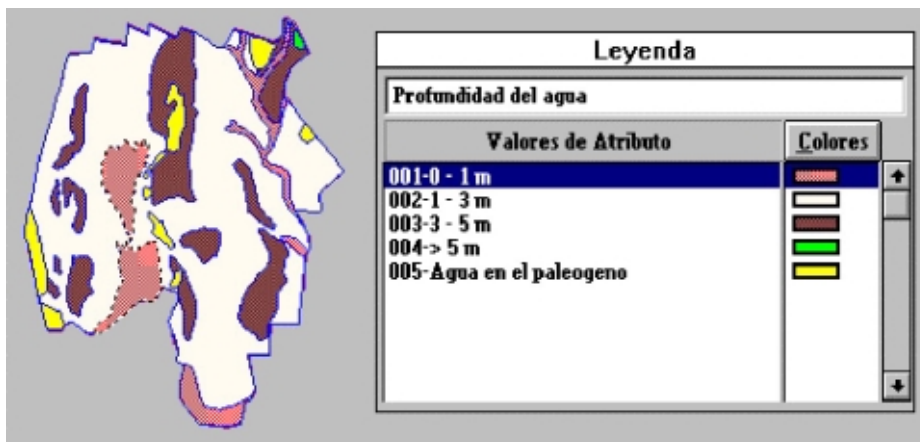 Leyenda
Profundidad del agua
Valores de Atributo Colores
001-0 - 1 m
002-1 - 3 m
003-3 - 5 m
004-> 5 m
005-Agua en el paleogeno